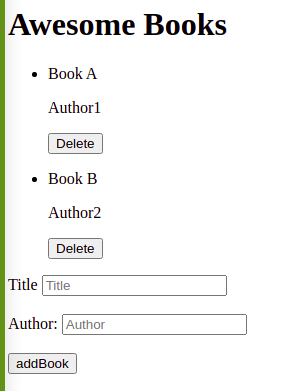 Awesome Books
Book A
Author1
Delete
Book B
Author2
Delete
Title Title
Author: Author
addBook